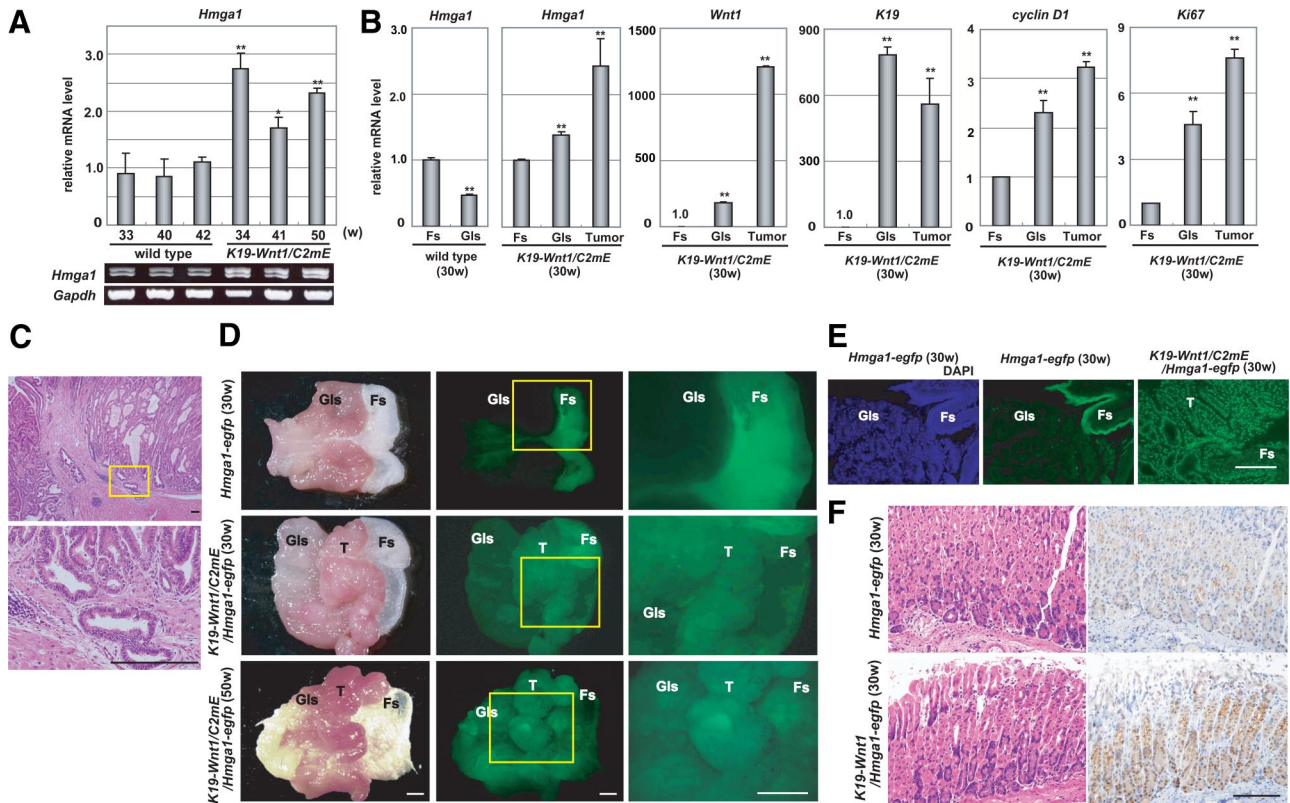 A
Hmga1
relative mRNA level
3.0
2.0
1.0
0
**
*
**
33 40 42 34 41 50 (w)
wild type K19-Wnt1/C2mE
Hmga1
Gapdh
B
Hmga1
relative mRNA level
3.0
2.0
1.0
0
**
Fs Gls
wild type
(30w)
Hmga1
**
**
Fs Gls Tumor
K19-Wnt1/C2mE
(30w)
Wnt1
1500
1000
500
0
1.0
**
**
Fs Gls Tumor
K19-Wnt1/C2mE
(30w)
K19
900
600
300
0
1.0
**
**
Fs Gls Tumor
K19-Wnt1/C2mE
(30w)
cyclin D1
4
3
2
1
0
**
**
Fs Gls Tumor
K19-Wnt1/C2mE
(30w)
Ki67
9
6
3
0
**
**
Fs Gls Tumor
K19-Wnt1/C2mE
(30w)
C
D
Hmga1-egfp (30w)
Gls Fs
Gls Fs
Fs
K19-Wnt1/C2mE
/Hmga1-egfp (30w)
Gls T Fs
Gls T Fs
T Fs
Gls
K19-Wnt1/C2mE
/Hmga1-egfp (50w)
Gls T Fs
Gls T Fs
T Fs
E
Hmga1-egfp (30w)
DAPI
Gls Fs
Hmga1-egfp (30w)
Gls Fs
K19-Wnt1/C2mE
/Hmga1-egfp (30w)
T
Fs
F
Hmga1-egfp (30w)
K19-Wnt1
/Hmga1-egfp (30w)